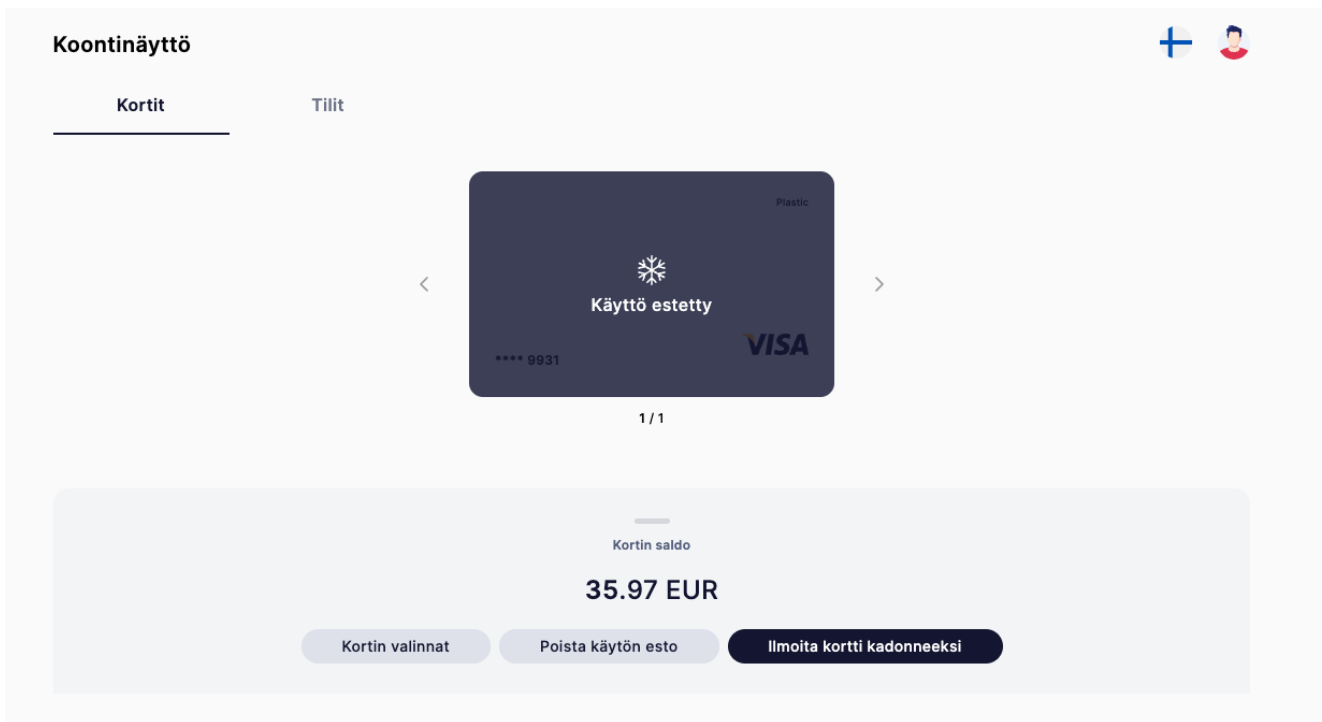 Koontinäyttö
Kortit Tilit
Plastic
Käyttö estetty
VISA
**** 9931
1 / 1
Kortin saldo
35.97 EUR
Kortin valinnat Poista käytön esto Ilmoita kortti kadonneeksi